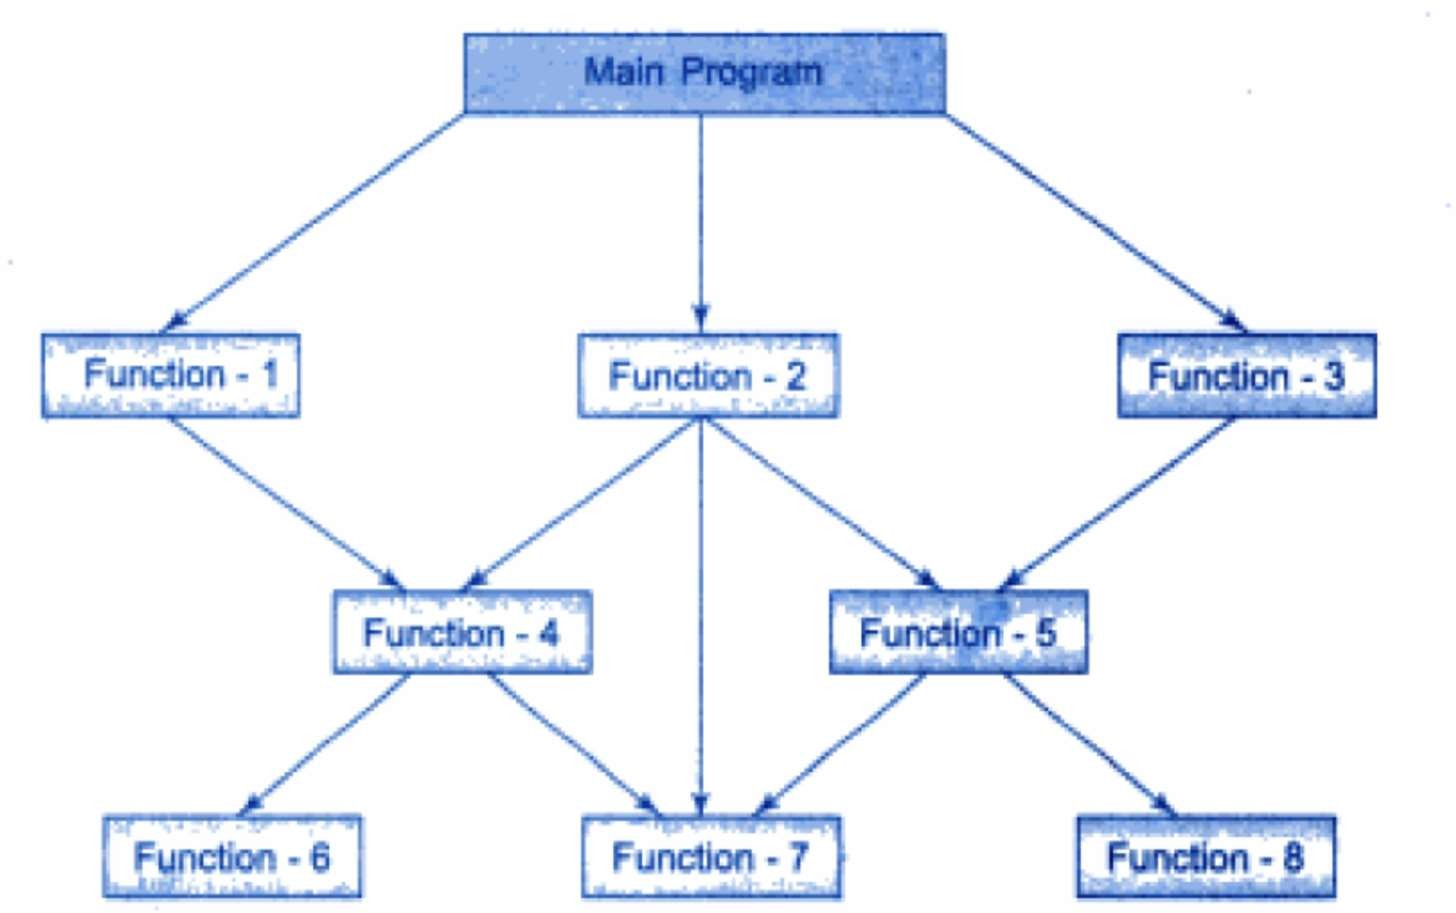 Main Program
Function - 1
Function - 2
Function - 3
Function - 4
Function - 5
Function - 6
Function - 7
Function - 8